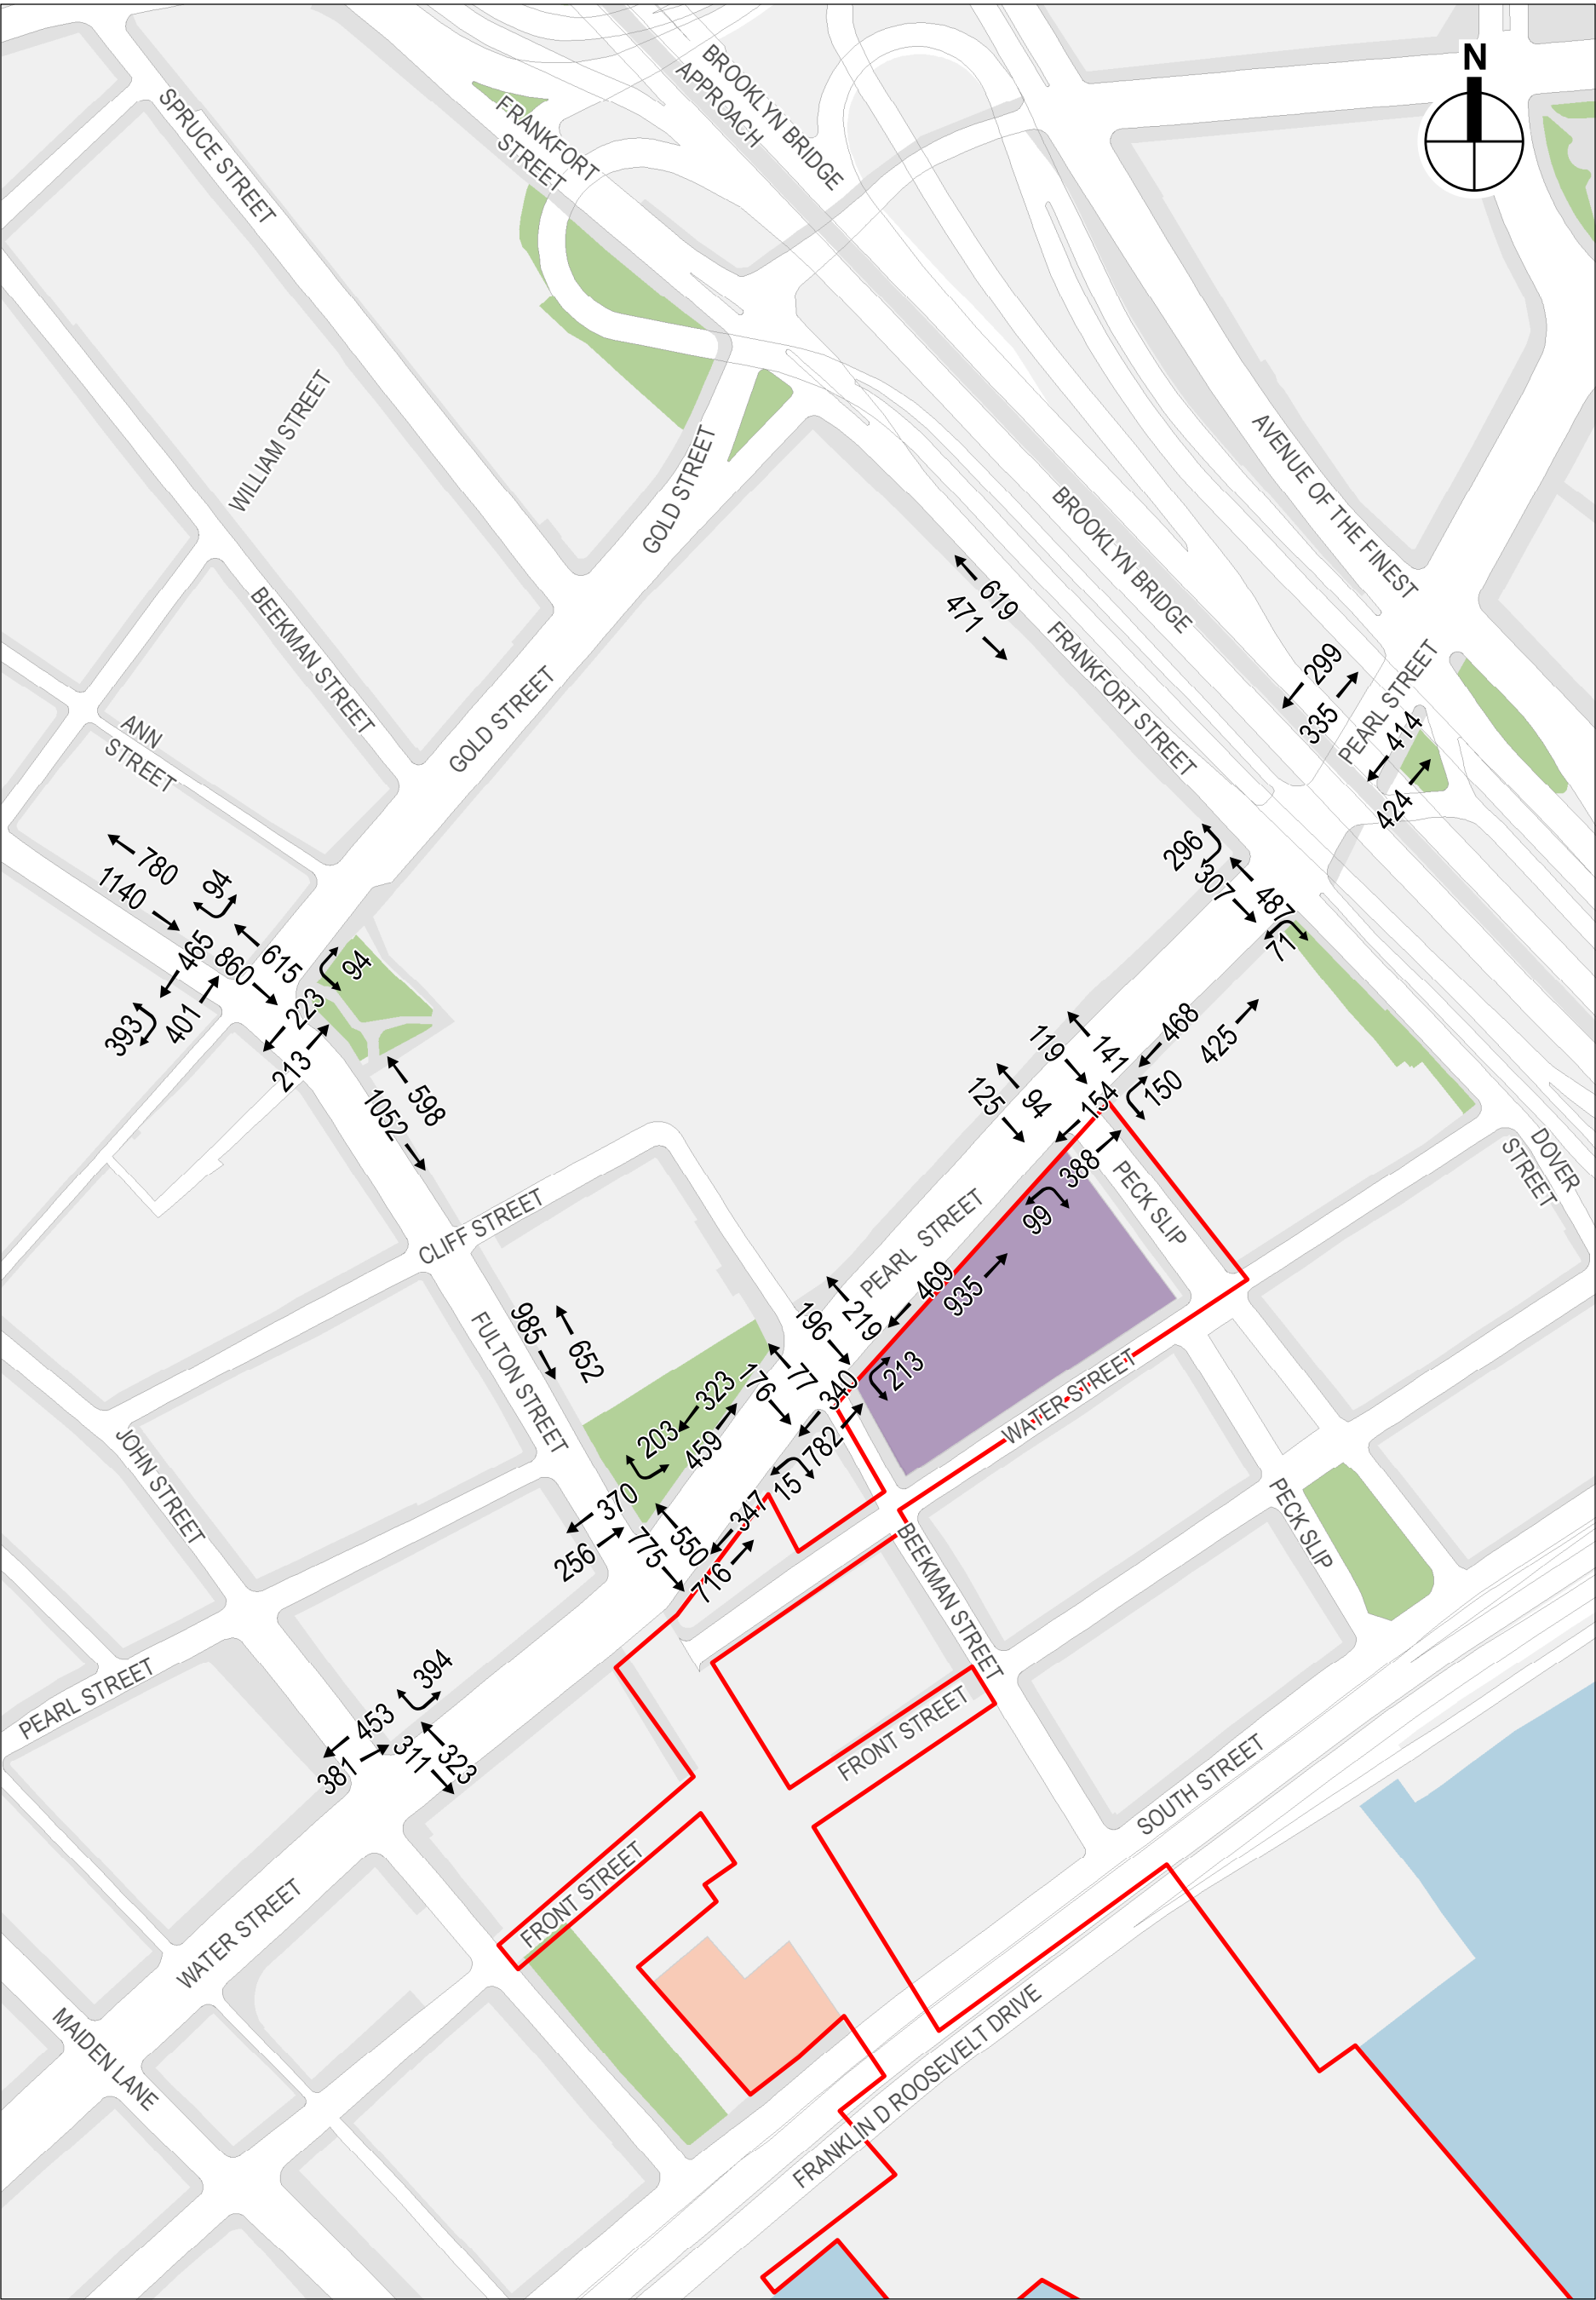 N
BROOKLYN BRIDGE
APPROACH
FRANKFORT
STREET
SPRUCE STREET
WILLIAM STREET
GOLD STREET
AVENUE OF THE FINEST
BROOKLYN BRIDGE
BEEKMAN STREET
619
471
FRANKFORT STREET
299
335
PEARL STREET
414
424
GOLD STREET
ANN
STREET
780
1140
94
465
860
615
94
223
213
393
401
598
1052
296
307
487
71
468
425
119
141
150
125
94
154
388
99
PECK SLIP
DOVER
STREET
CLIFF STREET
PEARL STREET
469
935
196
219
213
985
652
FULTON STREET
323
176
77
340
203
459
782
15
WATER STREET
JOHN STREET
370
256
347
550
775
716
PECK SLIP
BEEKMAN STREET
PEARL STREET
394
453
381
311
323
FRONT STREET
SOUTH STREET
FRONT STREET
WATER STREET
MAIDEN LANE
FRANKLIN D ROOSEVELT DRIVE